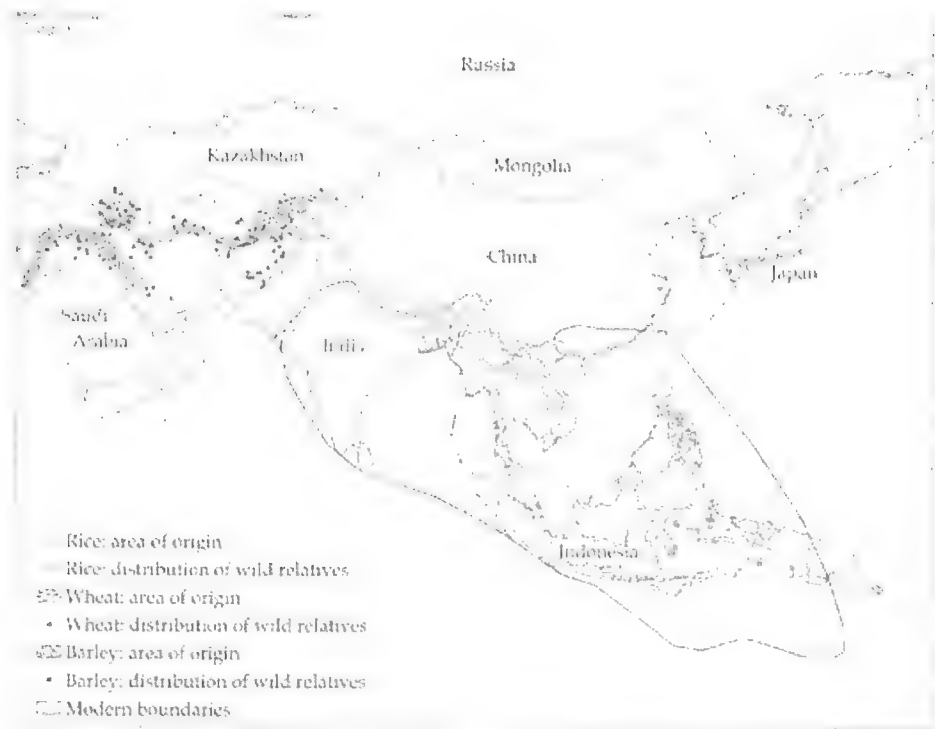 Russia
Kazakhstan
Mongolia
China
Japan
Saudi
Arabia
India
Indonesia
Rice: area of origin
Rice: distribution of wild relatives
Wheat: area of origin
• Wheat: distribution of wild relatives
Barley: area of origin
• Barley: distribution of wild relatives
Modern boundaries